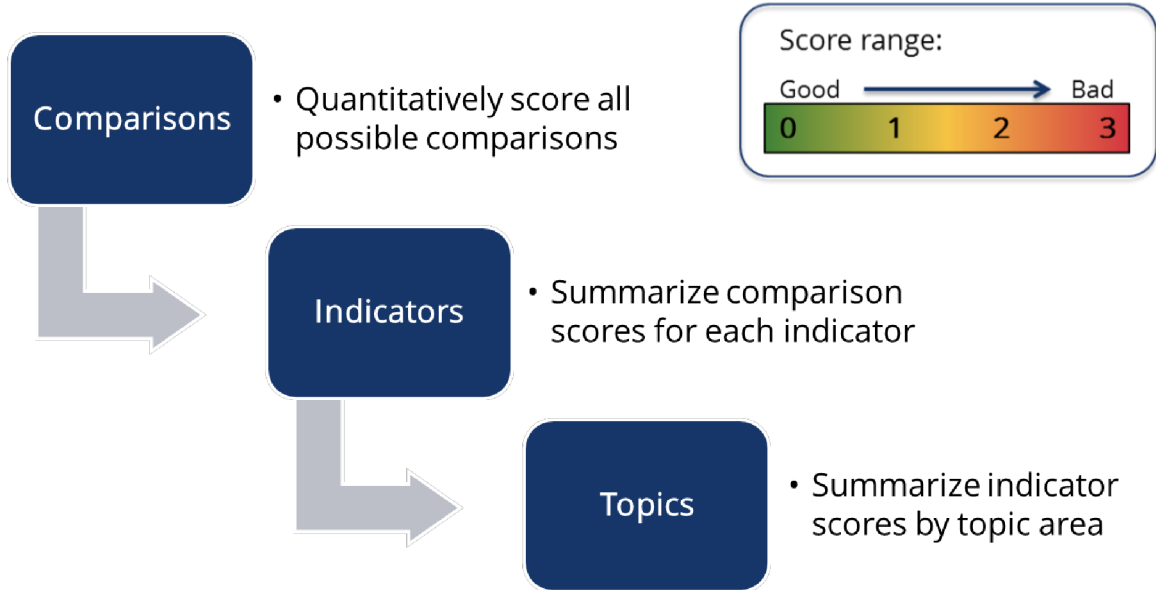 Score range:
Good Bad
0 1 2 3
Comparisons
• Quantitatively score all
possible comparisons
Indicators
• Summarize comparison
scores for each indicator
Topics
• Summarize indicator
scores by topic area